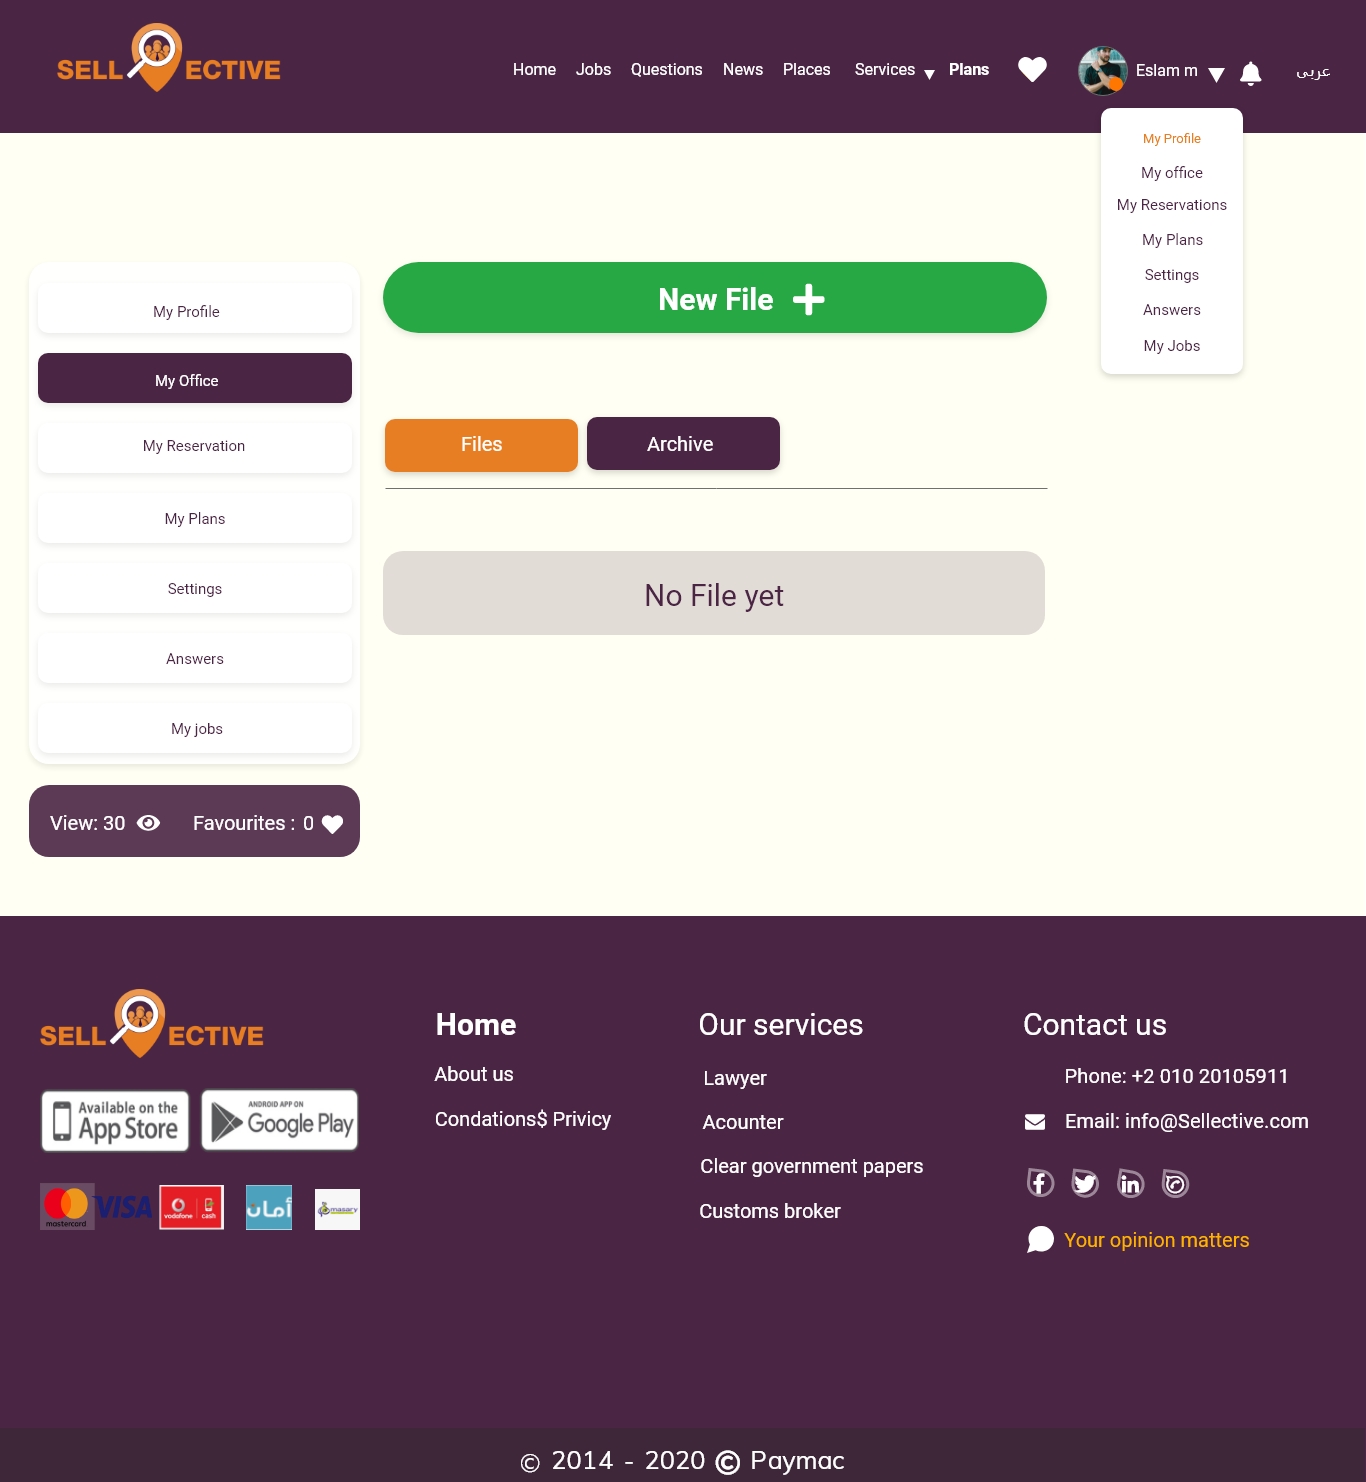 SELL ECTIVE
Home Jobs Questions News Places Services Plans Eslam m عربى
My Profile
My office
My Reservations
My Plans
Settings
Answers
My Jobs
My Profile
My Office
My Reservation
My Plans
Settings
Answers
My jobs
View: 30 Favourites : 0
New File
Files Archive
No File yet
SELL ECTIVE
Available on the
App Store
ANDROID APP ON
Google Play
mastercard VISA vodafone cash أمان masary
Home
About us
Condations$ Privicy
Our services
Lawyer
Acounter
Clear government papers
Customs broker
Contact us
Phone: +2 010 20105911
Email: info@Sellective.com
Your opinion matters
© 2014 - 2020 © Paymac